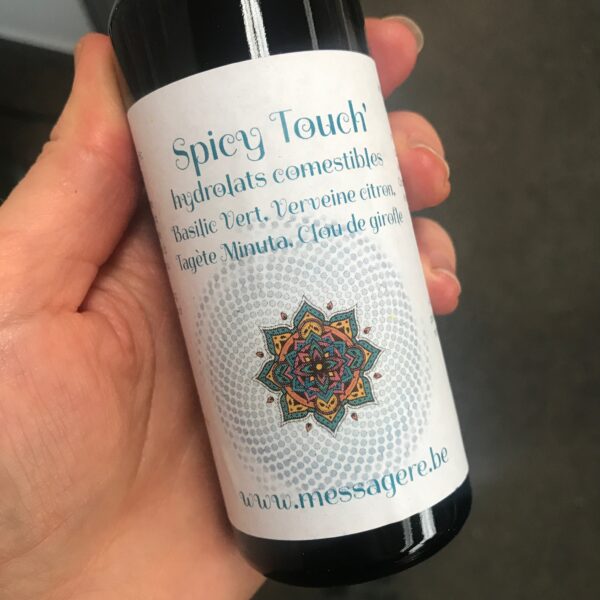 Spicy Touch'
hydrolats comestibles
Basilic Vert, Verveine citron,
Tagète Minuta, Clou de girofle
www.messagere.be